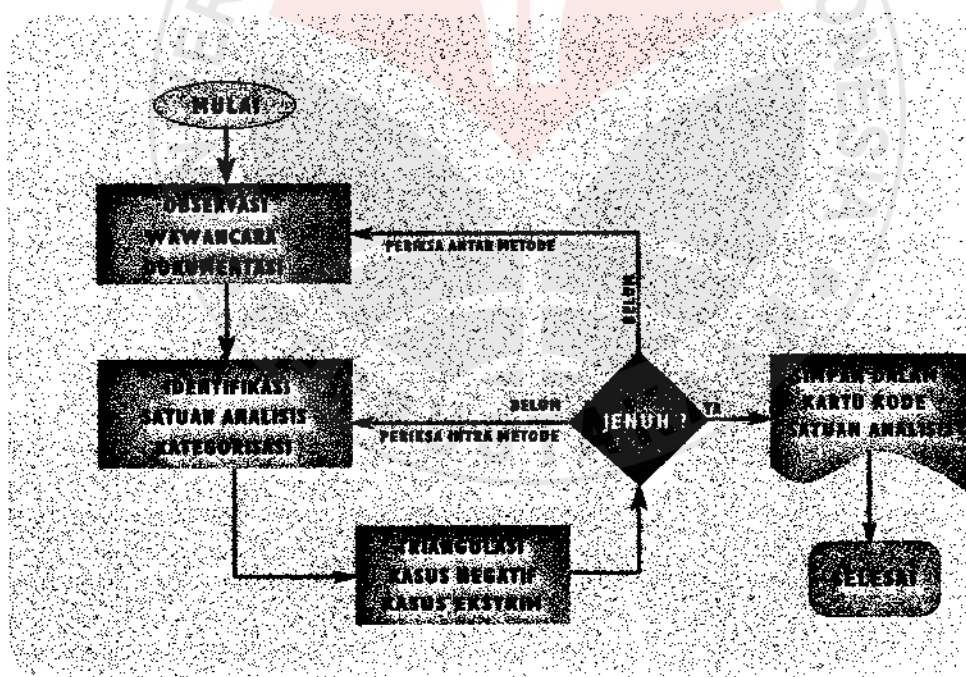 MULAI
OBSERVASI
WAWANCARA
DOKUMENTASI
PERIKSA ANTAR METODE
BELUM
IDENTIFIKASI
SATUAN ANALISIS
KATEGORISASI
BELUM
PERIKSA INTRA METODE
JENUH ?
YA
SIMPAN DALAM
KARTU KODE
SATUAN ANALISIS
TRIANGULASI
KASUS NEGATIF
KASUS EKSTRIM
SELESAI